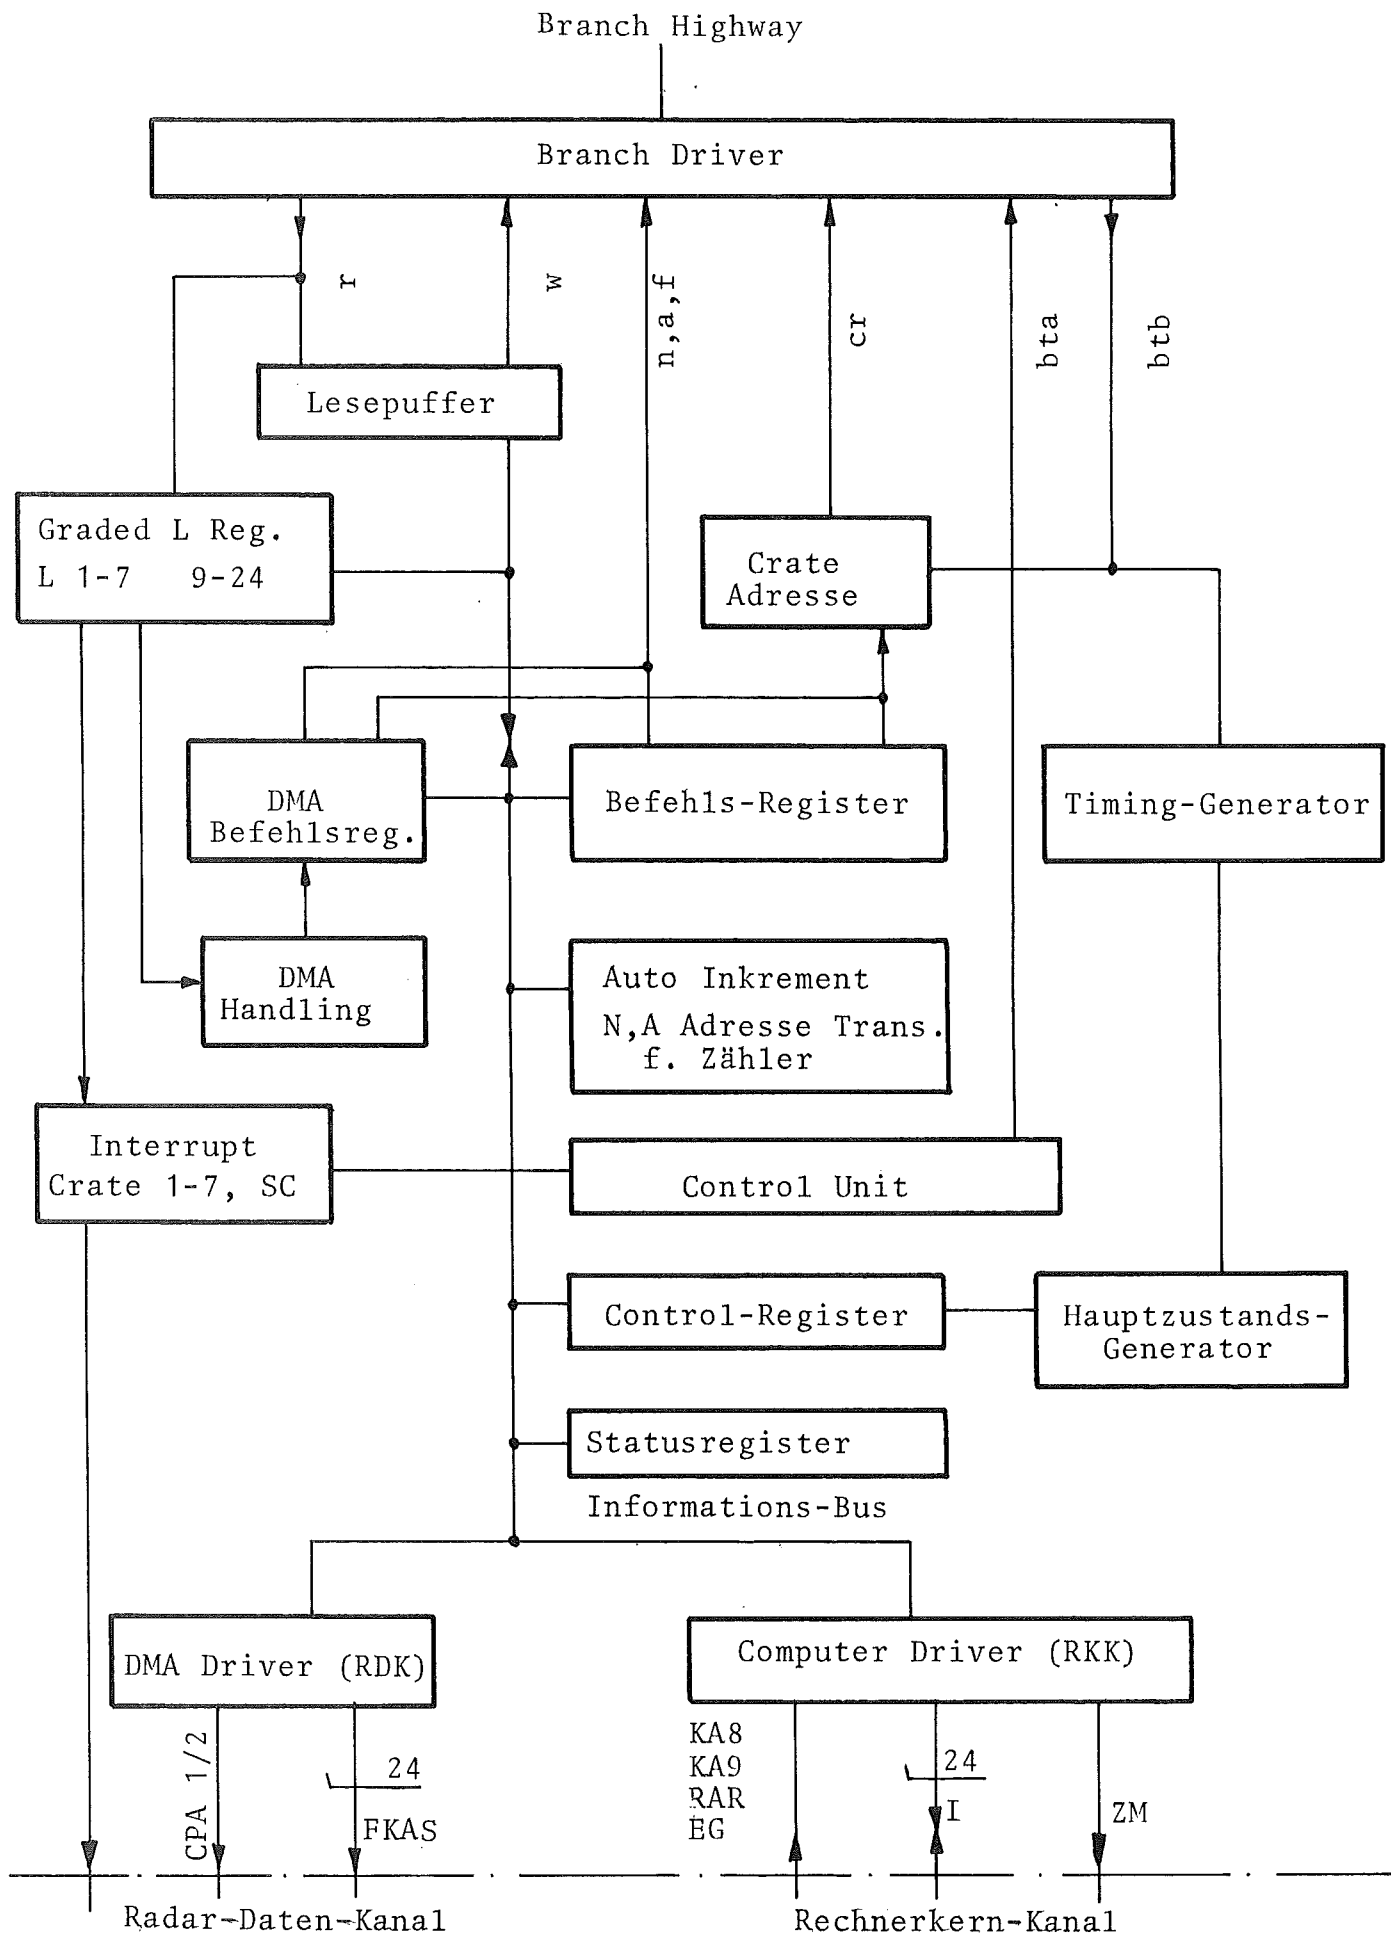 Branch Highway
Branch Driver
r
w
n,a,f
cr
bta
btb
Lesepuffer
Graded L Reg.
L 1-7 9-24
Crate
Adresse
DMA
Befehlsreg.
Befehls-Register
Timing-Generator
DMA
Handling
Auto Inkrement
N,A Adresse Trans.
f. Zähler
Interrupt
Crate 1-7, SC
Control Unit
Control-Register
Hauptzustands-
Generator
Statusregister
Informations-Bus
DMA Driver (RDK)
Computer Driver (RKK)
CPA 1/2
24
FKAS
KA8
KA9
RAR
EG
24
I
ZM
Radar-Daten-Kanal
Rechnerkern-Kanal